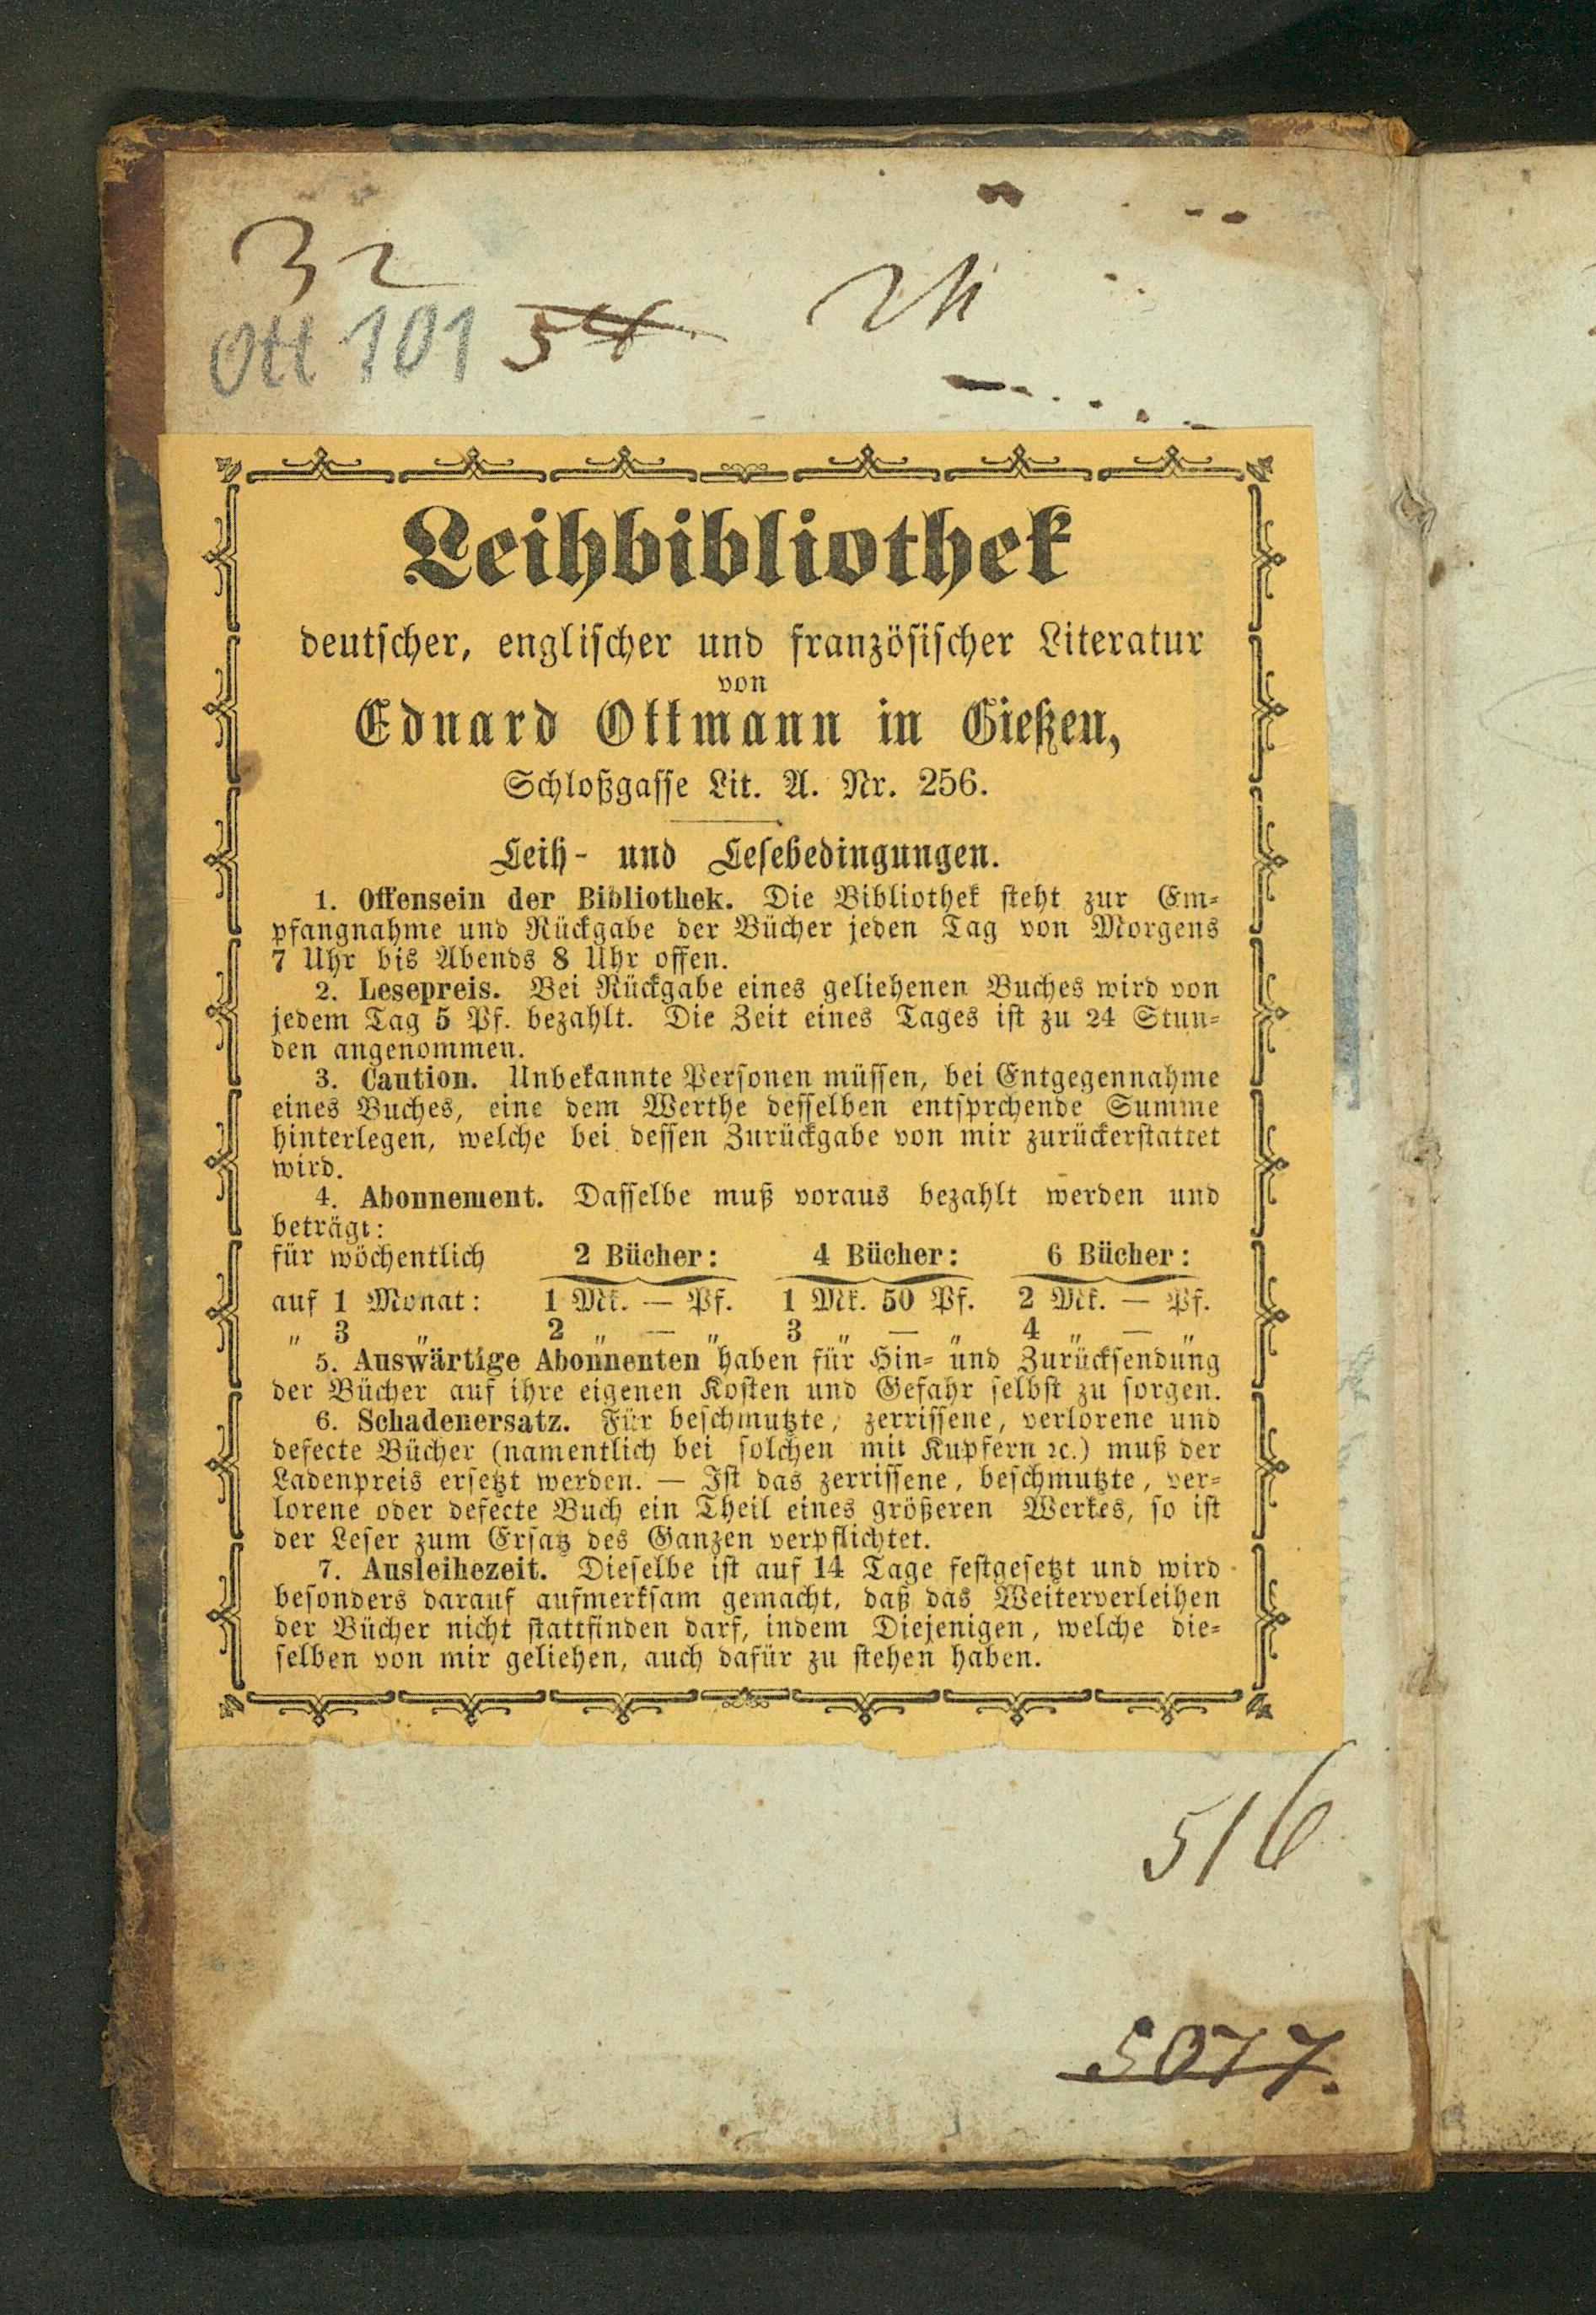 32
Ott 101 54
Leihbibliothek
deutscher, englischer und französischer Literatur
von
Eduard Ottmann in Gießen,
Schloßgasse Lit. A. Nr. 256.
Leih- und Lesebedingungen.
1. Offensein der Bibliothek. Die Bibliothek steht zur Em-
pfangnahme und Rückgabe der Bücher jeden Tag von Morgens
7 Uhr bis Abends 8 Uhr offen.
2. Lesepreis. Bei Rückgabe eines geliehenen Buches wird von
jedem Tag 5 Pf. bezahlt. Die Zeit eines Tages ist zu 24 Stun-
den angenommen.
3. Caution. Unbekannte Personen müssen, bei Entgegennahme
eines Buches, eine dem Werthe desselben entsprchende Summe
hinterlegen, welche bei dessen Zurückgabe von mir zurückerstattet
wird.
4. Abonnement. Dasselbe muß voraus bezahlt werden und
beträgt:
für wöchentlich 2 Bücher: 4 Bücher: 6 Bücher:
auf 1 Monat: 1 Mk. — Pf. 1 Mk. 50 Pf. 2 Mk. — Pf.
" 3 " 2 " — " 3 " — " 4 " — "
5. Auswärtige Abonnenten haben für Hin- und Zurücksendung
der Bücher auf ihre eigenen Kosten und Gefahr selbst zu sorgen.
6. Schadenersatz. Für beschmutzte, zerrissene, verlorene und
defecte Bücher (namentlich bei solchen mit Kupfern ꝛc.) muß der
Ladenpreis ersetzt werden. — Ist das zerrissene, beschmutzte, ver-
lorene oder defecte Buch ein Theil eines größeren Werkes, so ist
der Leser zum Ersatz des Ganzen verpflichtet.
7. Ausleihezeit. Dieselbe ist auf 14 Tage festgesetzt und wird
besonders darauf aufmerksam gemacht, daß das Weiterverleihen
der Bücher nicht stattfinden darf, indem Diejenigen, welche die-
selben von mir geliehen, auch dafür zu stehen haben.
516
5077.